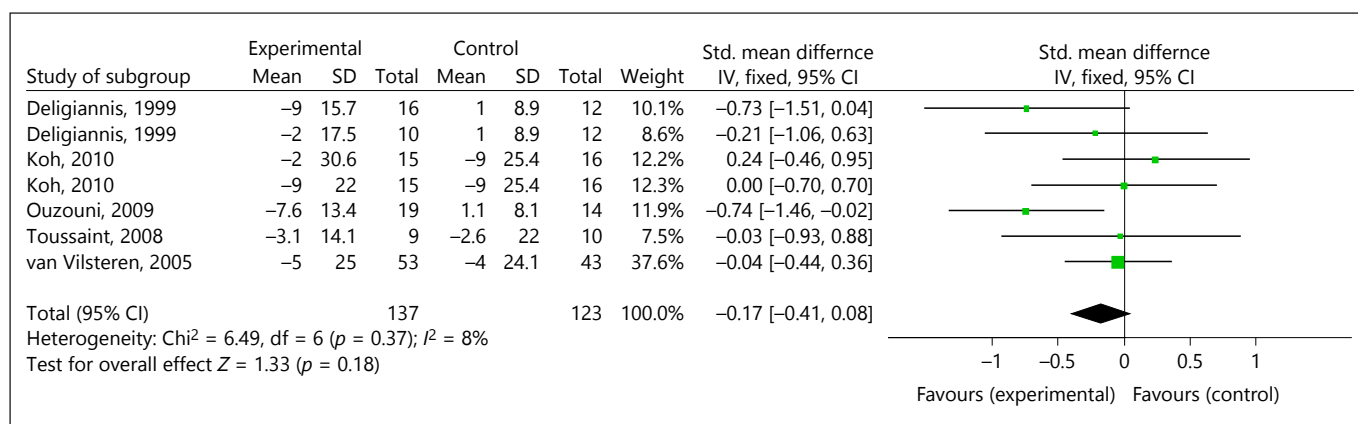 Experimental Control Std. mean differnce Std. mean differnce
Study of subgroup Mean SD Total Mean SD Total Weight IV, fixed, 95% CI IV, fixed, 95% CI
Deligiannis, 1999 –9 15.7 16 1 8.9 12 10.1% –0.73 [–1.51, 0.04]
Deligiannis, 1999 –2 17.5 10 1 8.9 12 8.6% –0.21 [–1.06, 0.63]
Koh, 2010 –2 30.6 15 –9 25.4 16 12.2% 0.24 [–0.46, 0.95]
Koh, 2010 –9 22 15 –9 25.4 16 12.3% 0.00 [–0.70, 0.70]
Ouzouni, 2009 –7.6 13.4 19 1.1 8.1 14 11.9% –0.74 [–1.46, –0.02]
Toussaint, 2008 –3.1 14.1 9 –2.6 22 10 7.5% –0.03 [–0.93, 0.88]
van Vilsteren, 2005 –5 25 53 –4 24.1 43 37.6% –0.04 [–0.44, 0.36]
Total (95% CI) 137 123 100.0% –0.17 [–0.41, 0.08]
Heterogeneity: Chi² = 6.49, df = 6 (p = 0.37); I² = 8%
Test for overall effect Z = 1.33 (p = 0.18)
–1 –0.5 0 0.5 1
Favours (experimental) Favours (control)